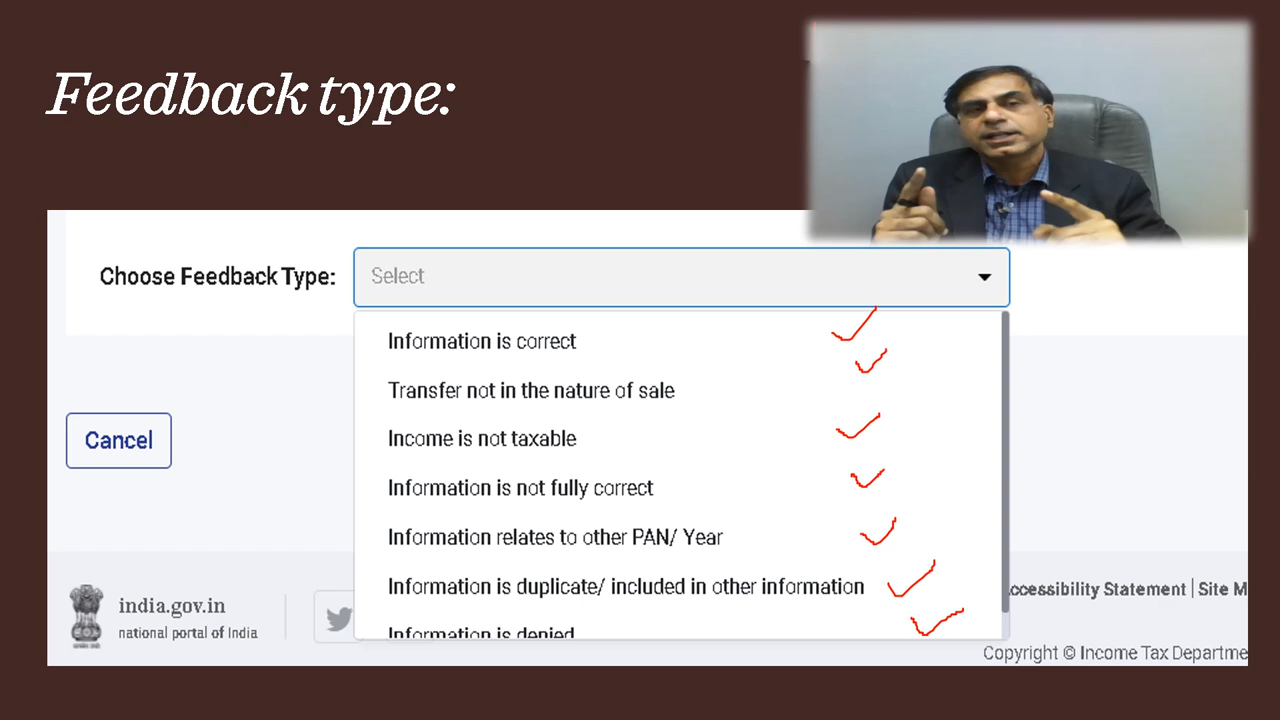 Feedback type:
Choose Feedback Type:
Select
Information is correct
Transfer not in the nature of sale
Income is not taxable
Cancel
Information is not fully correct
Information relates to other PAN/ Year
Information is duplicate/ included in other information
Information is denied
india.gov.in
national portal of India
ccessibility Statement | Site M
Copyright © Income Tax Departme